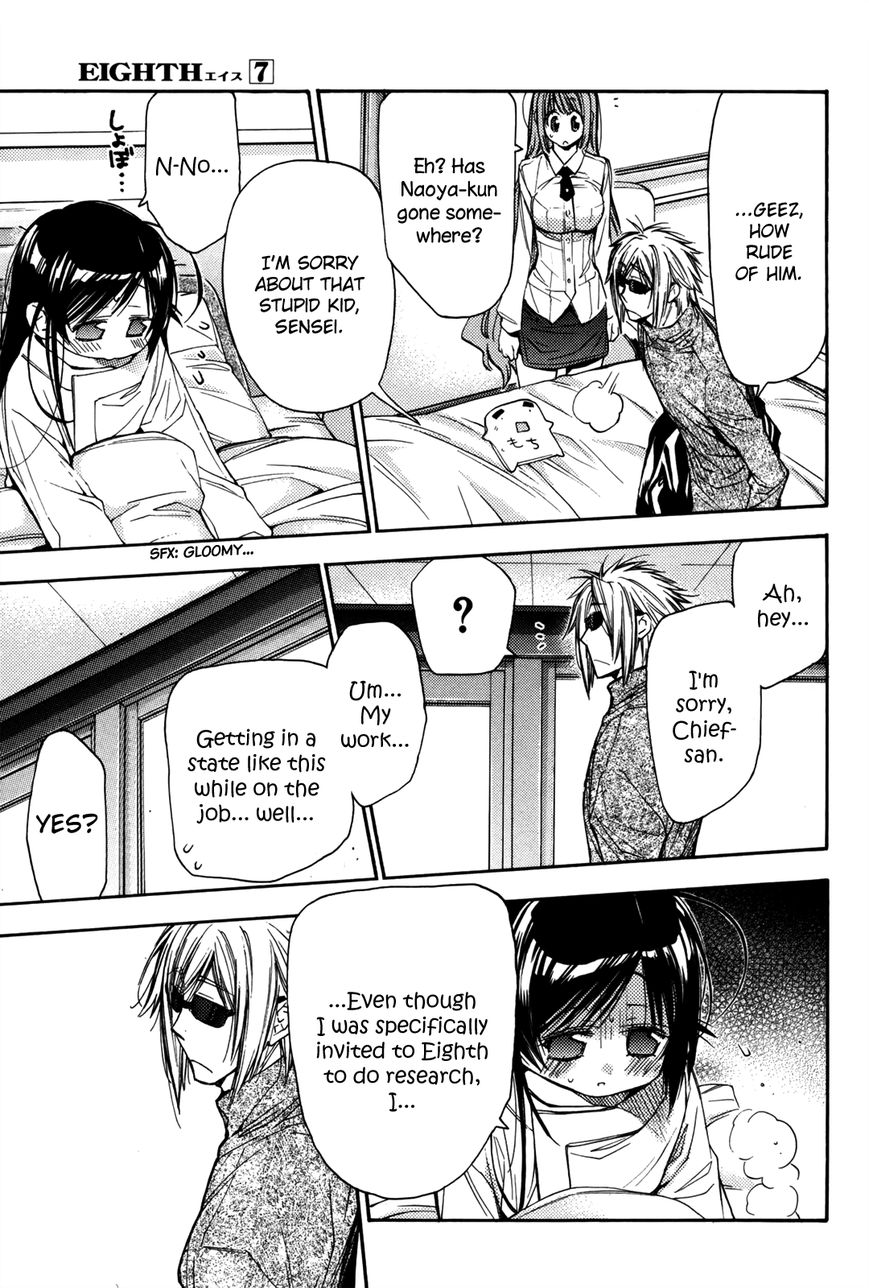 EIGHTH エイス 7
...GEEZ,
HOW
RUDE
OF HIM.
Eh? Has
Naoya-kun
gone some-
where?
もち
I'M SORRY
ABOUT THAT
STUPID KID,
SENSEI.
N-No...
しょぼ...
SFX: GLOOMY...
Ah,
hey...
I'm
sorry,
Chief-
san.
?
Um...
My
work...
Getting in a
state like this
while on the
job... well...
YES?
...Even though
I was specifically
invited to Eighth
to do research,
I...